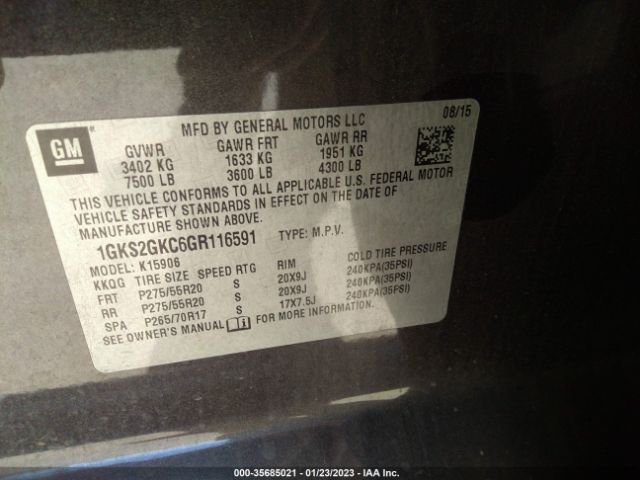 08/15
GM
MFD BY GENERAL MOTORS LLC
GVWR GAWR FRT GAWR RR
3402 KG 1633 KG 1951 KG
7500 LB 3600 LB 4300 LB
THIS VEHICLE CONFORMS TO ALL APPLICABLE U.S. FEDERAL MOTOR
VEHICLE SAFETY STANDARDS IN EFFECT ON THE DATE OF
MANUFACTURE SHOWN ABOVE.
1GKS2GKC6GR116591 TYPE: M.P.V.
MODEL: K15906
KKQG TIRE SIZE SPEED RTG RIM COLD TIRE PRESSURE
FRT P275/55R20 S 20X9J 240KPA(35PSI)
RR P275/55R20 S 20X9J 240KPA(35PSI)
SPA P265/70R17 S 17X7.5J 240KPA(35PSI)
SEE OWNER'S MANUAL FOR MORE INFORMATION.
000-35685021 - 01/23/2023 - IAA Inc.